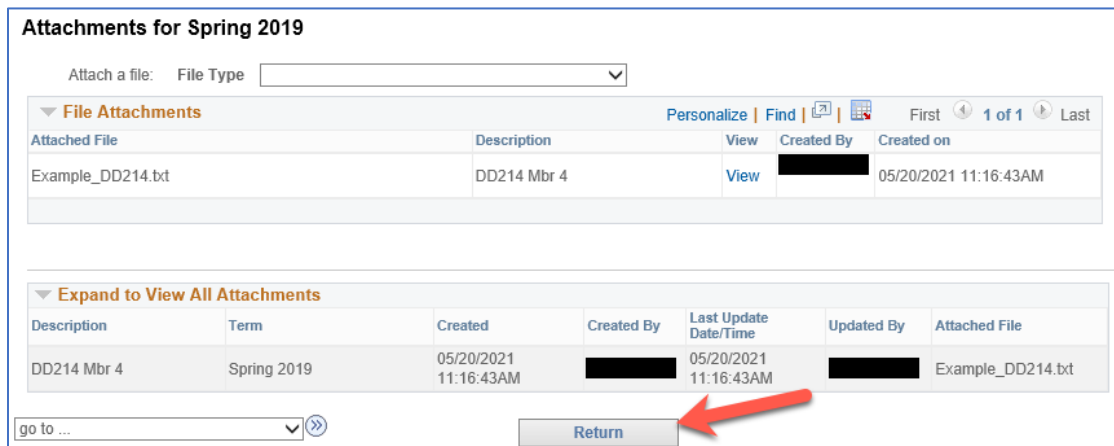 Attachments for Spring 2019
Attach a file: File Type
File Attachments Personalize | Find | | First 1 of 1 Last
Attached File Description View Created By Created on
Example_DD214.txt DD214 Mbr 4 View 05/20/2021 11:16:43AM
Expand to View All Attachments
Description Term Created Created By Last Update Date/Time Updated By Attached File
DD214 Mbr 4 Spring 2019 05/20/2021 11:16:43AM 05/20/2021 11:16:43AM Example_DD214.txt
go to ... Return